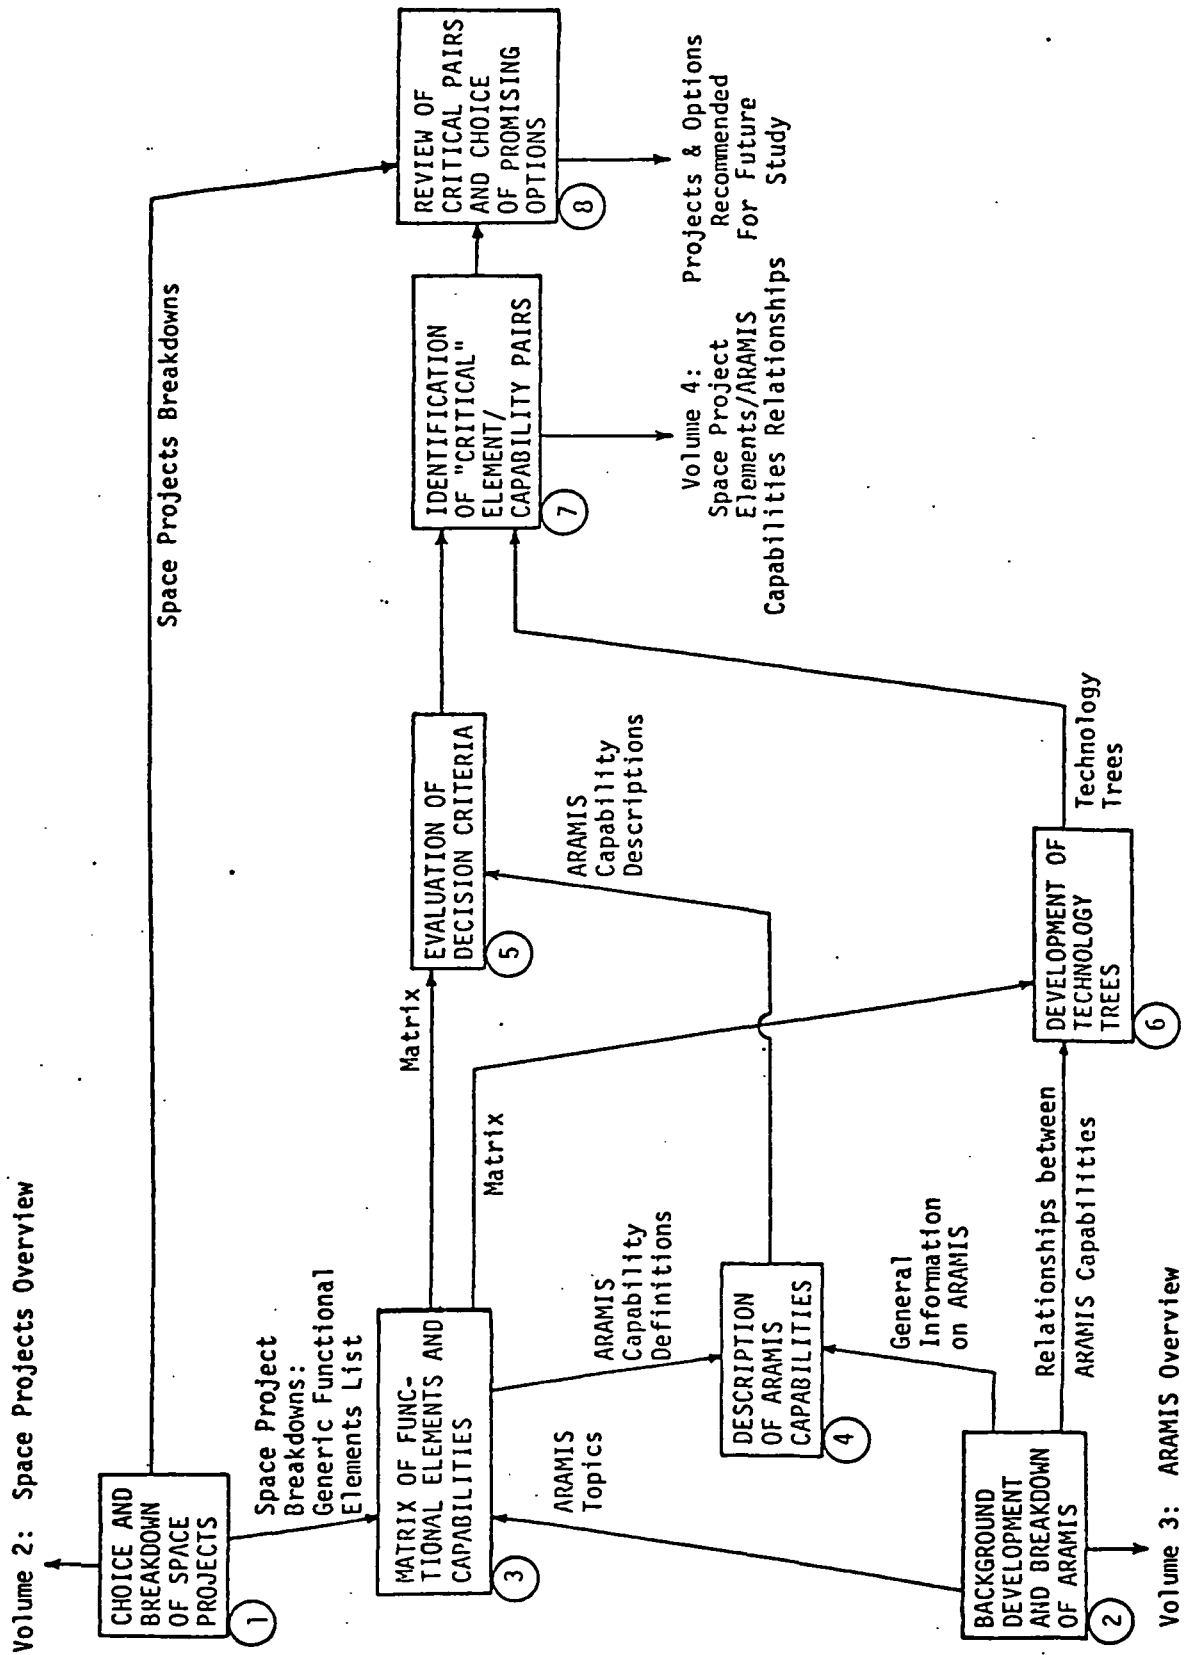 Volume 2: Space Projects Overview
CHOICE AND
BREAKDOWN
OF SPACE
PROJECTS
1
Space Projects Breakdowns
Space Project
Breakdowns:
Generic Functional
Elements List
MATRIX OF FUNC-
TIONAL ELEMENTS AND
CAPABILITIES
3
Matrix
Matrix
ARAMIS
Topics
ARAMIS
Capability
Definitions
DESCRIPTION
OF ARAMIS
CAPABILITIES
4
General
Information
on ARAMIS
BACKGROUND
DEVELOPMENT
AND BREAKDOWN
OF ARAMIS
2
Volume 3: ARAMIS Overview
Relationships between
ARAMIS Capabilities
EVALUATION OF
DECISION CRITERIA
5
ARAMIS
Capability
Descriptions
DEVELOPMENT OF
TECHNOLOGY
TREES
6
Technology
Trees
IDENTIFICATION
OF "CRITICAL"
ELEMENT/
CAPABILITY PAIRS
7
Volume 4:
Space Project
Elements/ARAMIS
Capabilities Relationships
REVIEW OF
CRITICAL PAIRS
AND CHOICE
OF PROMISING
OPTIONS
8
Projects & Options
Recommended
For Future
Study